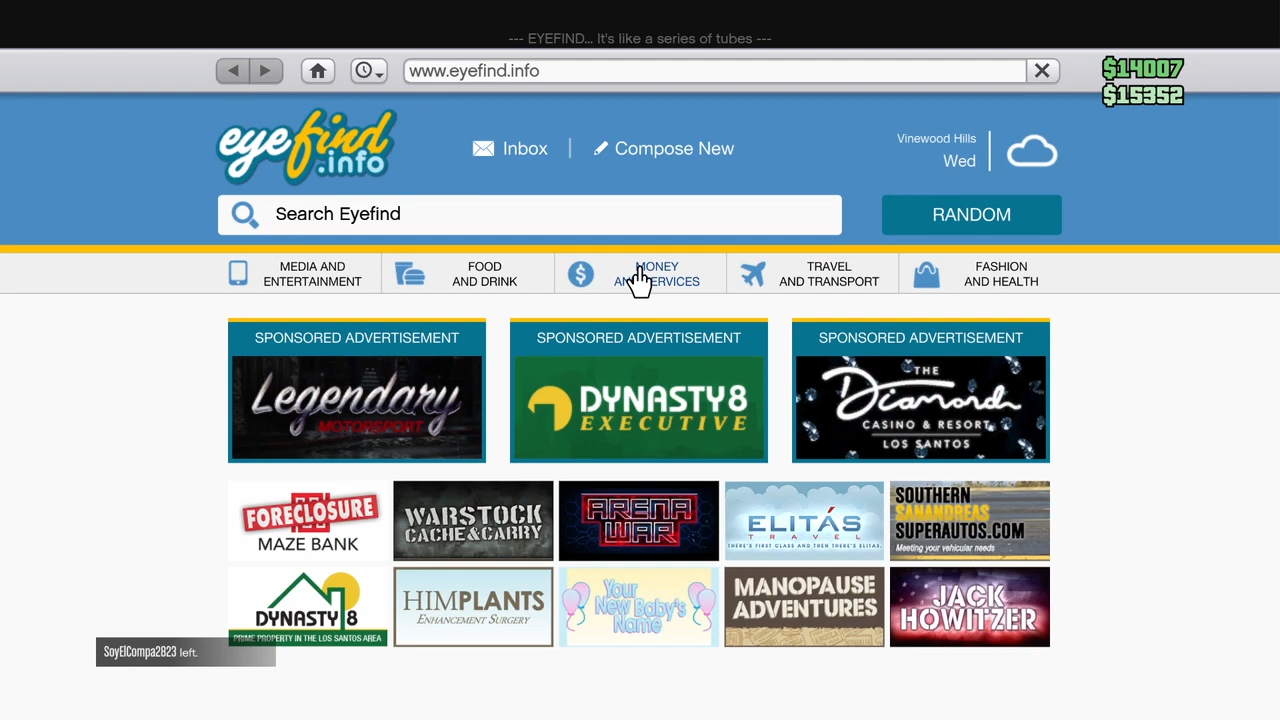 --- EYEFIND... It's like a series of tubes ---
www.eyefind.info
$14007
$15352
eyefind
.info
Inbox
Compose New
Vinewood Hills
Wed
Search Eyefind
RANDOM
MEDIA AND
ENTERTAINMENT
FOOD
AND DRINK
MONEY
AND SERVICES
TRAVEL
AND TRANSPORT
FASHION
AND HEALTH
SPONSORED ADVERTISEMENT
Legendary
MOTORSPORT
SPONSORED ADVERTISEMENT
DYNASTY8
EXECUTIVE
SPONSORED ADVERTISEMENT
THE
Diamond
CASINO & RESORT
LOS SANTOS
FORECLOSURE
MAZE BANK
WARSTOCK
CACHE&CARRY
ARENA
WAR
ELITÁS
TRAVEL
THERE'S FIRST CLASS AND THEN THERE'S ELITAS.
SOUTHERN
SANANDREAS
SUPERAUTOS.COM
Meeting your vehicular needs
DYNASTY 8
PRIME PROPERTY IN THE LOS SANTOS AREA
HIMPLANTS
ENHANCEMENT SURGERY
Your
New Baby's
Name
MANOPAUSE
ADVENTURES
JACK
HOWITZER
SoyElCompa2823 left.